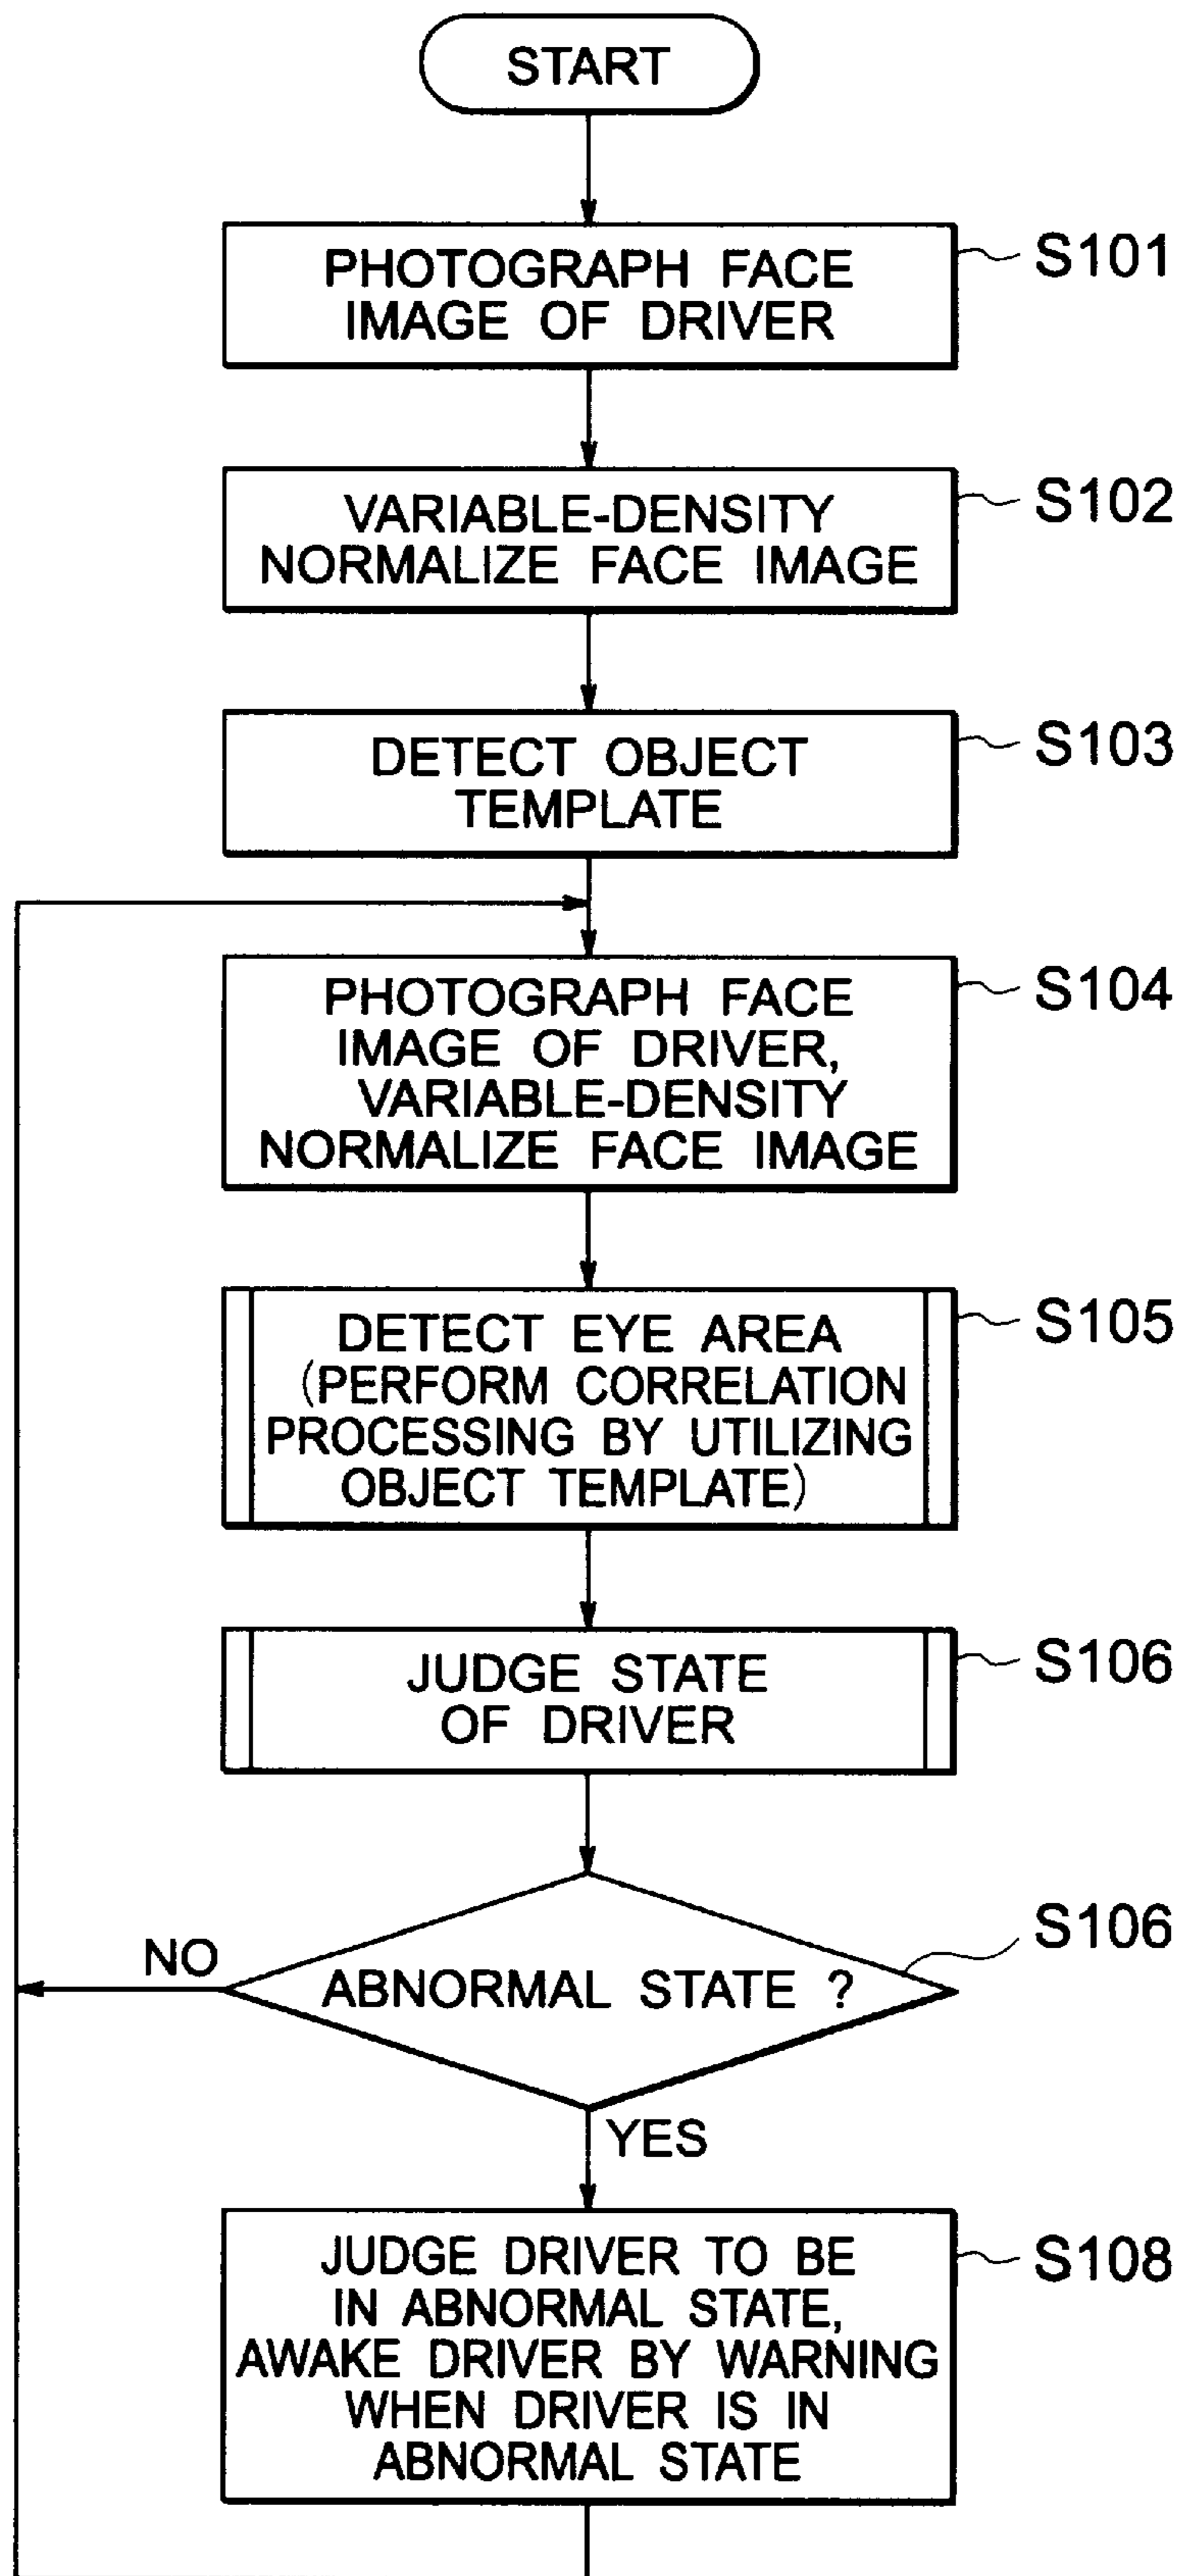 START
PHOTOGRAPH FACE
IMAGE OF DRIVER
S101
VARIABLE-DENSITY
NORMALIZE FACE IMAGE
S102
DETECT OBJECT
TEMPLATE
S103
PHOTOGRAPH FACE
IMAGE OF DRIVER,
VARIABLE-DENSITY
NORMALIZE FACE IMAGE
S104
DETECT EYE AREA
(PERFORM CORRELATION
PROCESSING BY UTILIZING
OBJECT TEMPLATE)
S105
JUDGE STATE
OF DRIVER
S106
ABNORMAL STATE ?
S106
NO
YES
JUDGE DRIVER TO BE
IN ABNORMAL STATE,
AWAKE DRIVER BY WARNING
WHEN DRIVER IS IN
ABNORMAL STATE
S108